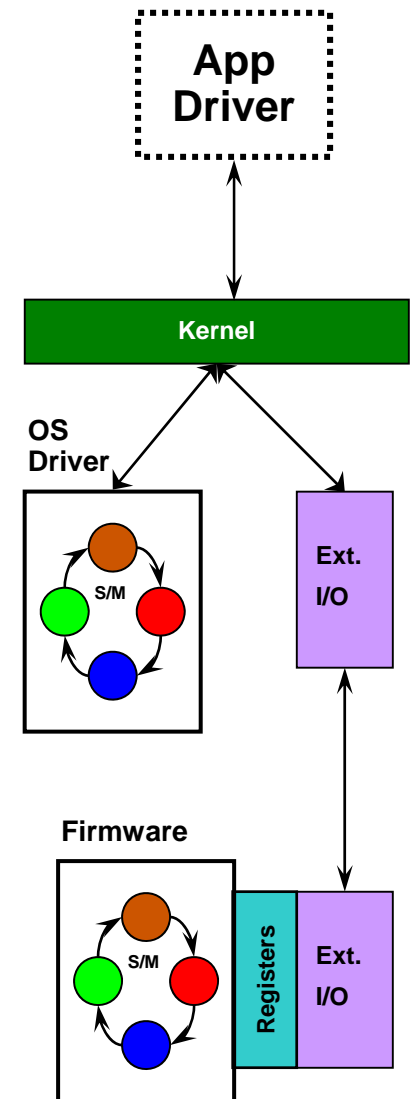 App
Driver
Kernel
OS
Driver
S/M
Ext.
I/O
Firmware
S/M
Registers
Ext.
I/O